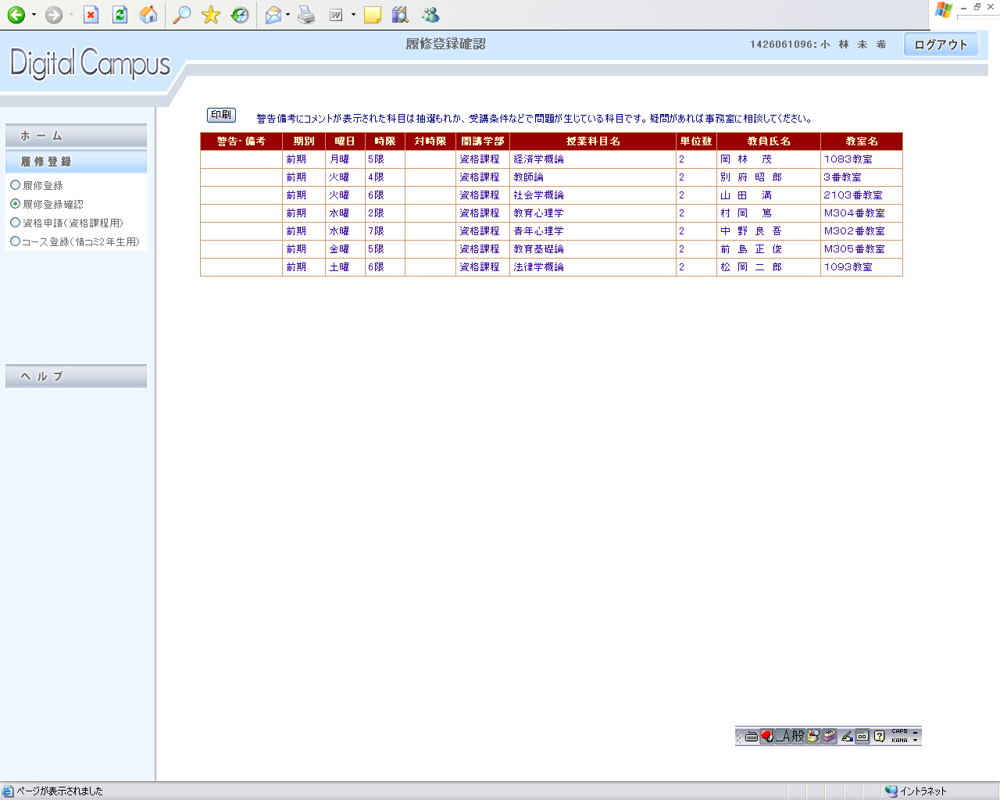 履修登録確認
1426061096:小 林 未 希
ログアウト
Digital Campus
印刷
警告備考にコメントが表示された科目は抽選もれか、受講条件などで問題が生じている科目です。疑問があれば事務室に相談してください。
ホーム
履修登録
履修登録
履修登録確認
資格申請(資格課程用)
コース登録(情コミ2年生用)
ヘルプ
警告・備考 期別 曜日 時限 対時限 開講学部 授業科目名 単位数 教員氏名 教室名
前期 月曜 5限 資格課程 経済学概論 2 岡 林 茂 1083教室
前期 火曜 4限 資格課程 教師論 2 別 府 昭 郎 3番教室
前期 火曜 6限 資格課程 社会学概論 2 山 田 満 2103番教室
前期 水曜 2限 資格課程 教育心理学 2 村 岡 篤 M304番教室
前期 水曜 7限 資格課程 青年心理学 2 中 野 良 吾 M302番教室
前期 金曜 5限 資格課程 教育基礎論 2 前 島 正 俊 M305番教室
前期 土曜 6限 資格課程 法律学概論 2 松 岡 二 郎 1093教室
_A般
CAPS
KANA
ページが表示されました
イントラネット